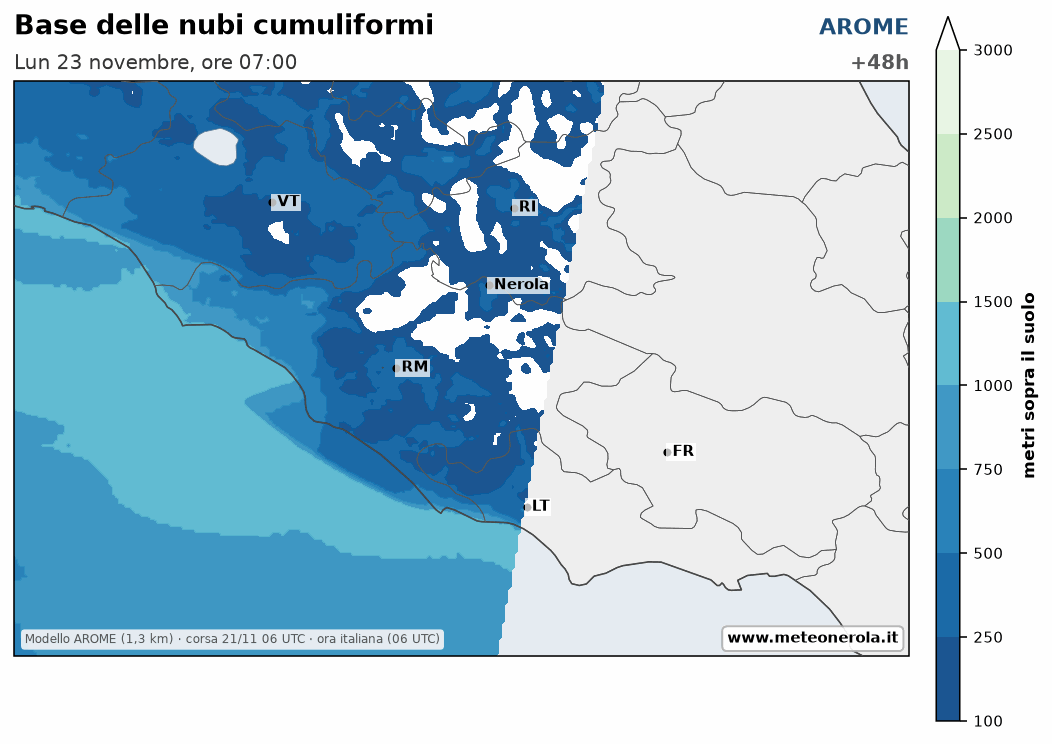 Base delle nubi cumuliformi
AROME
Lun 23 novembre, ore 07:00
+48h
3000
2500
2000
1500
1000
750
500
250
100
metri sopra il suolo
VT
RI
Nerola
RM
FR
LT
Modello AROME (1,3 km) · corsa 21/11 06 UTC · ora italiana (06 UTC)
www.meteonerola.it